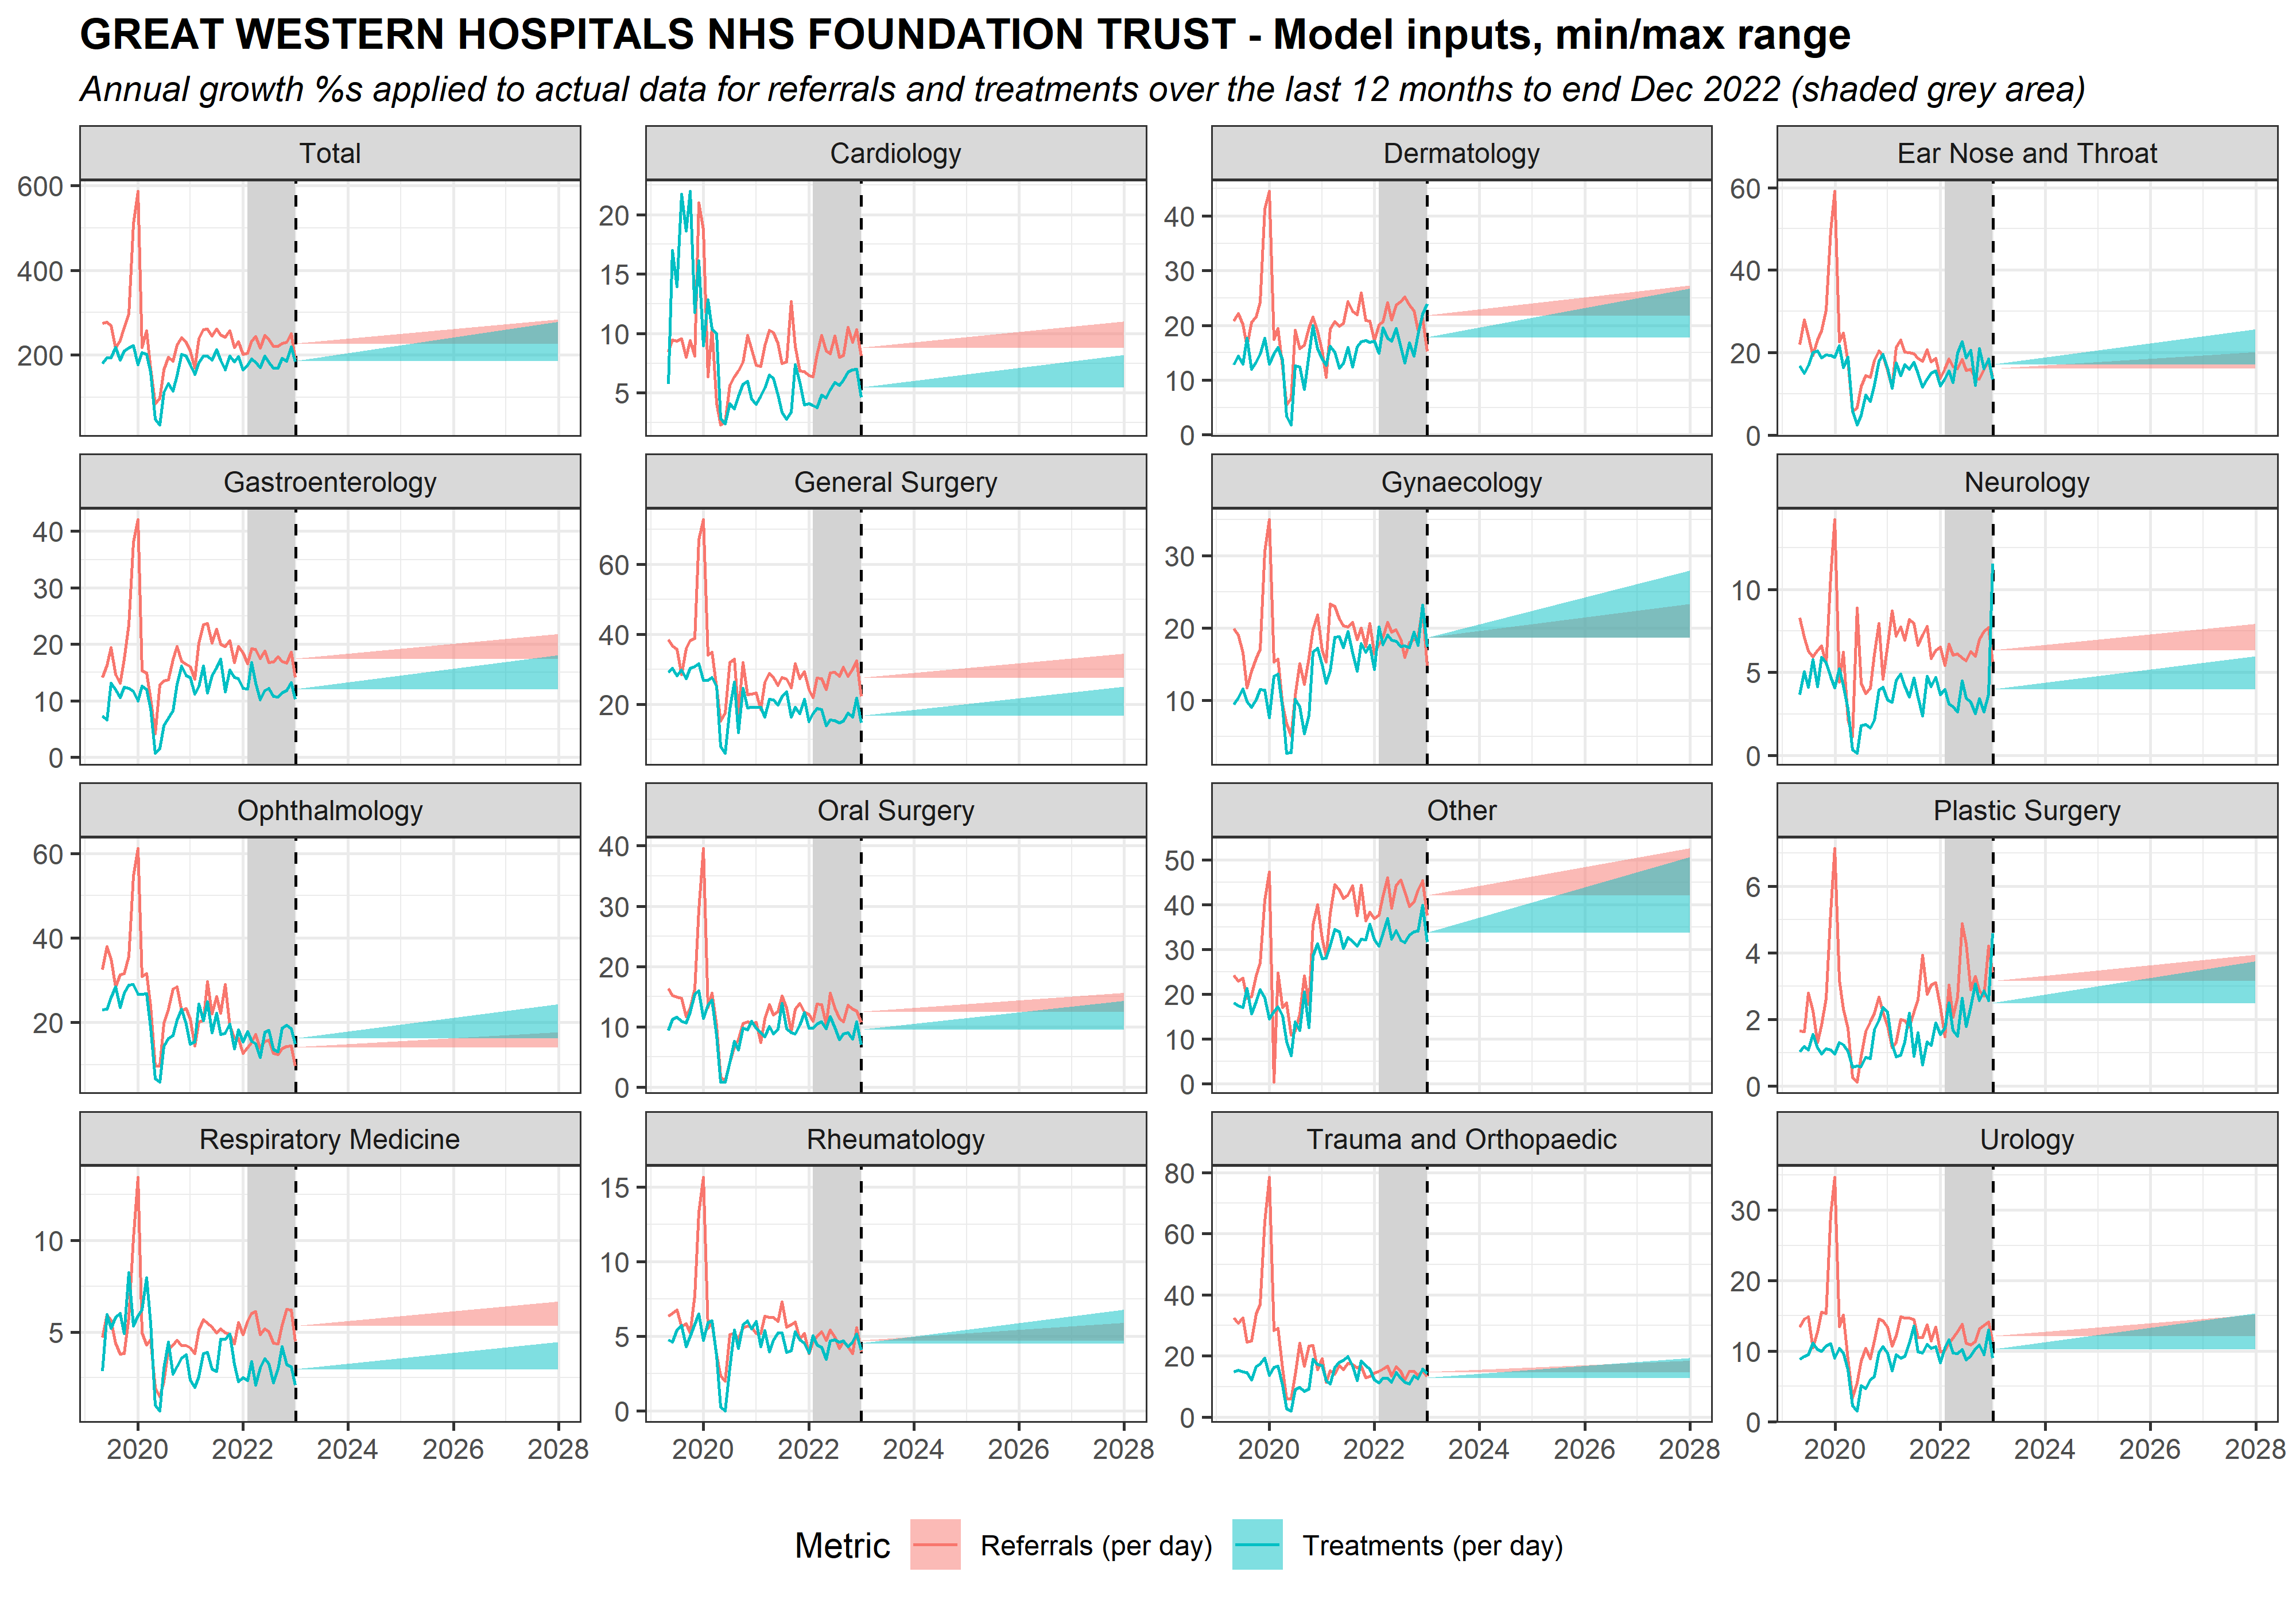 GREAT WESTERN HOSPITALS NHS FOUNDATION TRUST - Model inputs, min/max range
Annual growth %s applied to actual data for referrals and treatments over the last 12 months to end Dec 2022 (shaded grey area)
Total
Cardiology
Dermatology
Ear Nose and Throat
600
400
200
20
15
10
5
40
30
20
10
0
60
40
20
0
Gastroenterology
General Surgery
Gynaecology
Neurology
40
30
20
10
0
60
40
20
30
20
10
10
5
0
Ophthalmology
Oral Surgery
Other
Plastic Surgery
60
40
20
40
30
20
10
0
50
40
30
20
10
0
6
4
2
0
Respiratory Medicine
Rheumatology
Trauma and Orthopaedic
Urology
10
5
15
10
5
0
80
60
40
20
0
30
20
10
0
2020 2022 2024 2026 2028
2020 2022 2024 2026 2028
2020 2022 2024 2026 2028
2020 2022 2024 2026 2028
Metric Referrals (per day) Treatments (per day)